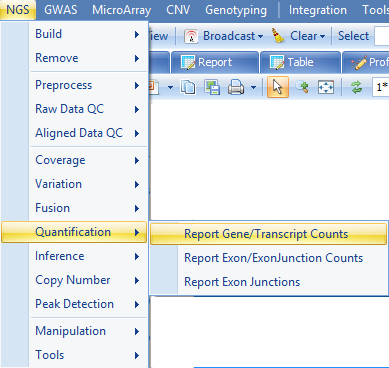 NGS GWAS MicroArray CNV Genotyping Integration Tools
Build
Remove
Preprocess
Raw Data QC
Aligned Data QC
Coverage
Variation
Fusion
Quantification
Inference
Copy Number
Peak Detection
Manipulation
Tools
View Broadcast Clear Select
Report Table Prof
1*
Report Gene/Transcript Counts
Report Exon/ExonJunction Counts
Report Exon Junctions